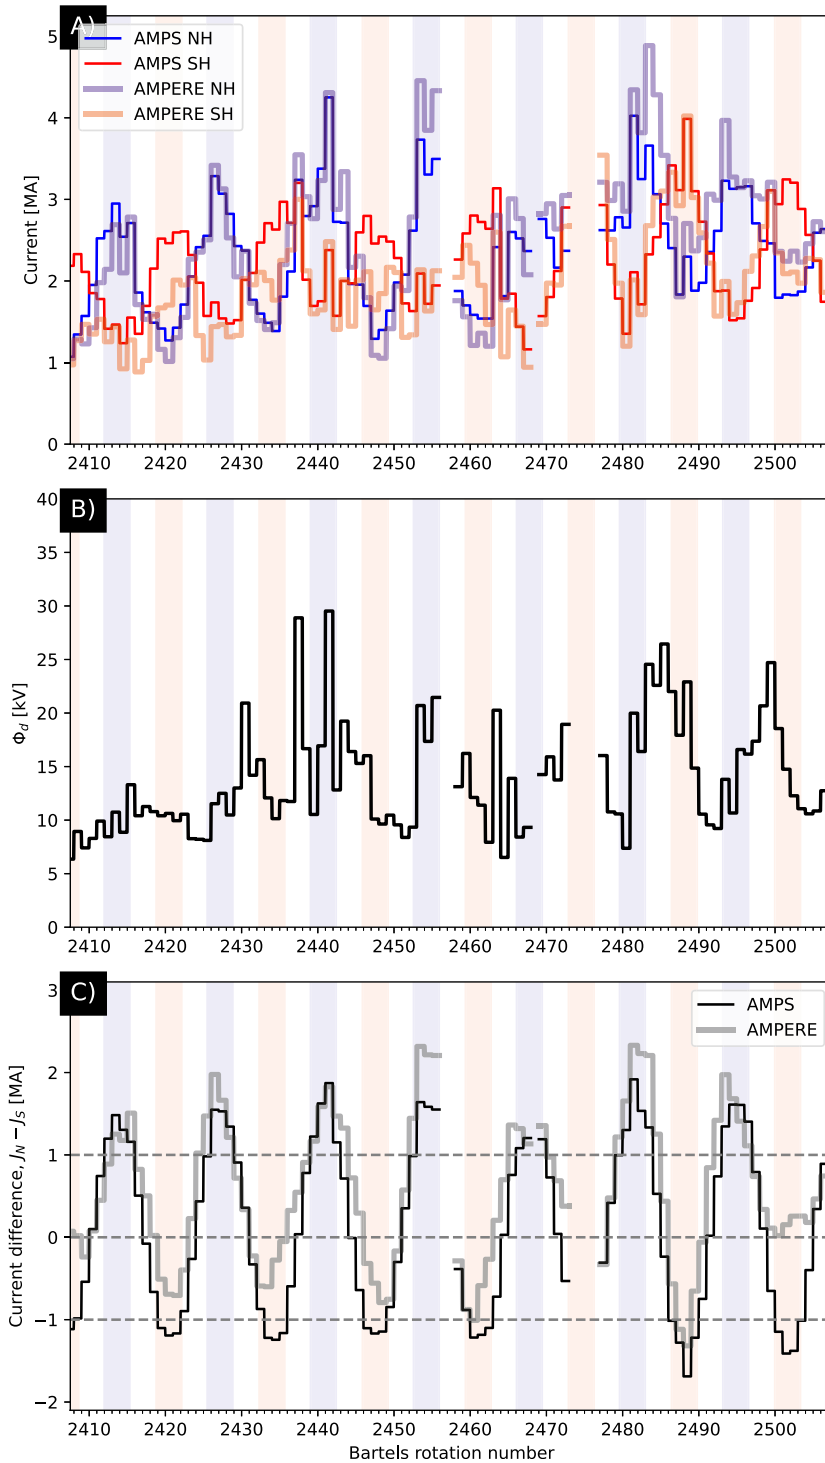 A)
AMPS NH
AMPS SH
AMPERE NH
AMPERE SH
Current [MA]
5
4
3
2
1
0
2410 2420 2430 2440 2450 2460 2470 2480 2490 2500
B)
Φd [kV]
40
35
30
25
20
15
10
5
0
2410 2420 2430 2440 2450 2460 2470 2480 2490 2500
C)
AMPS
AMPERE
Current difference, JN − JS [MA]
3
2
1
0
−1
−2
2410 2420 2430 2440 2450 2460 2470 2480 2490 2500
Bartels rotation number